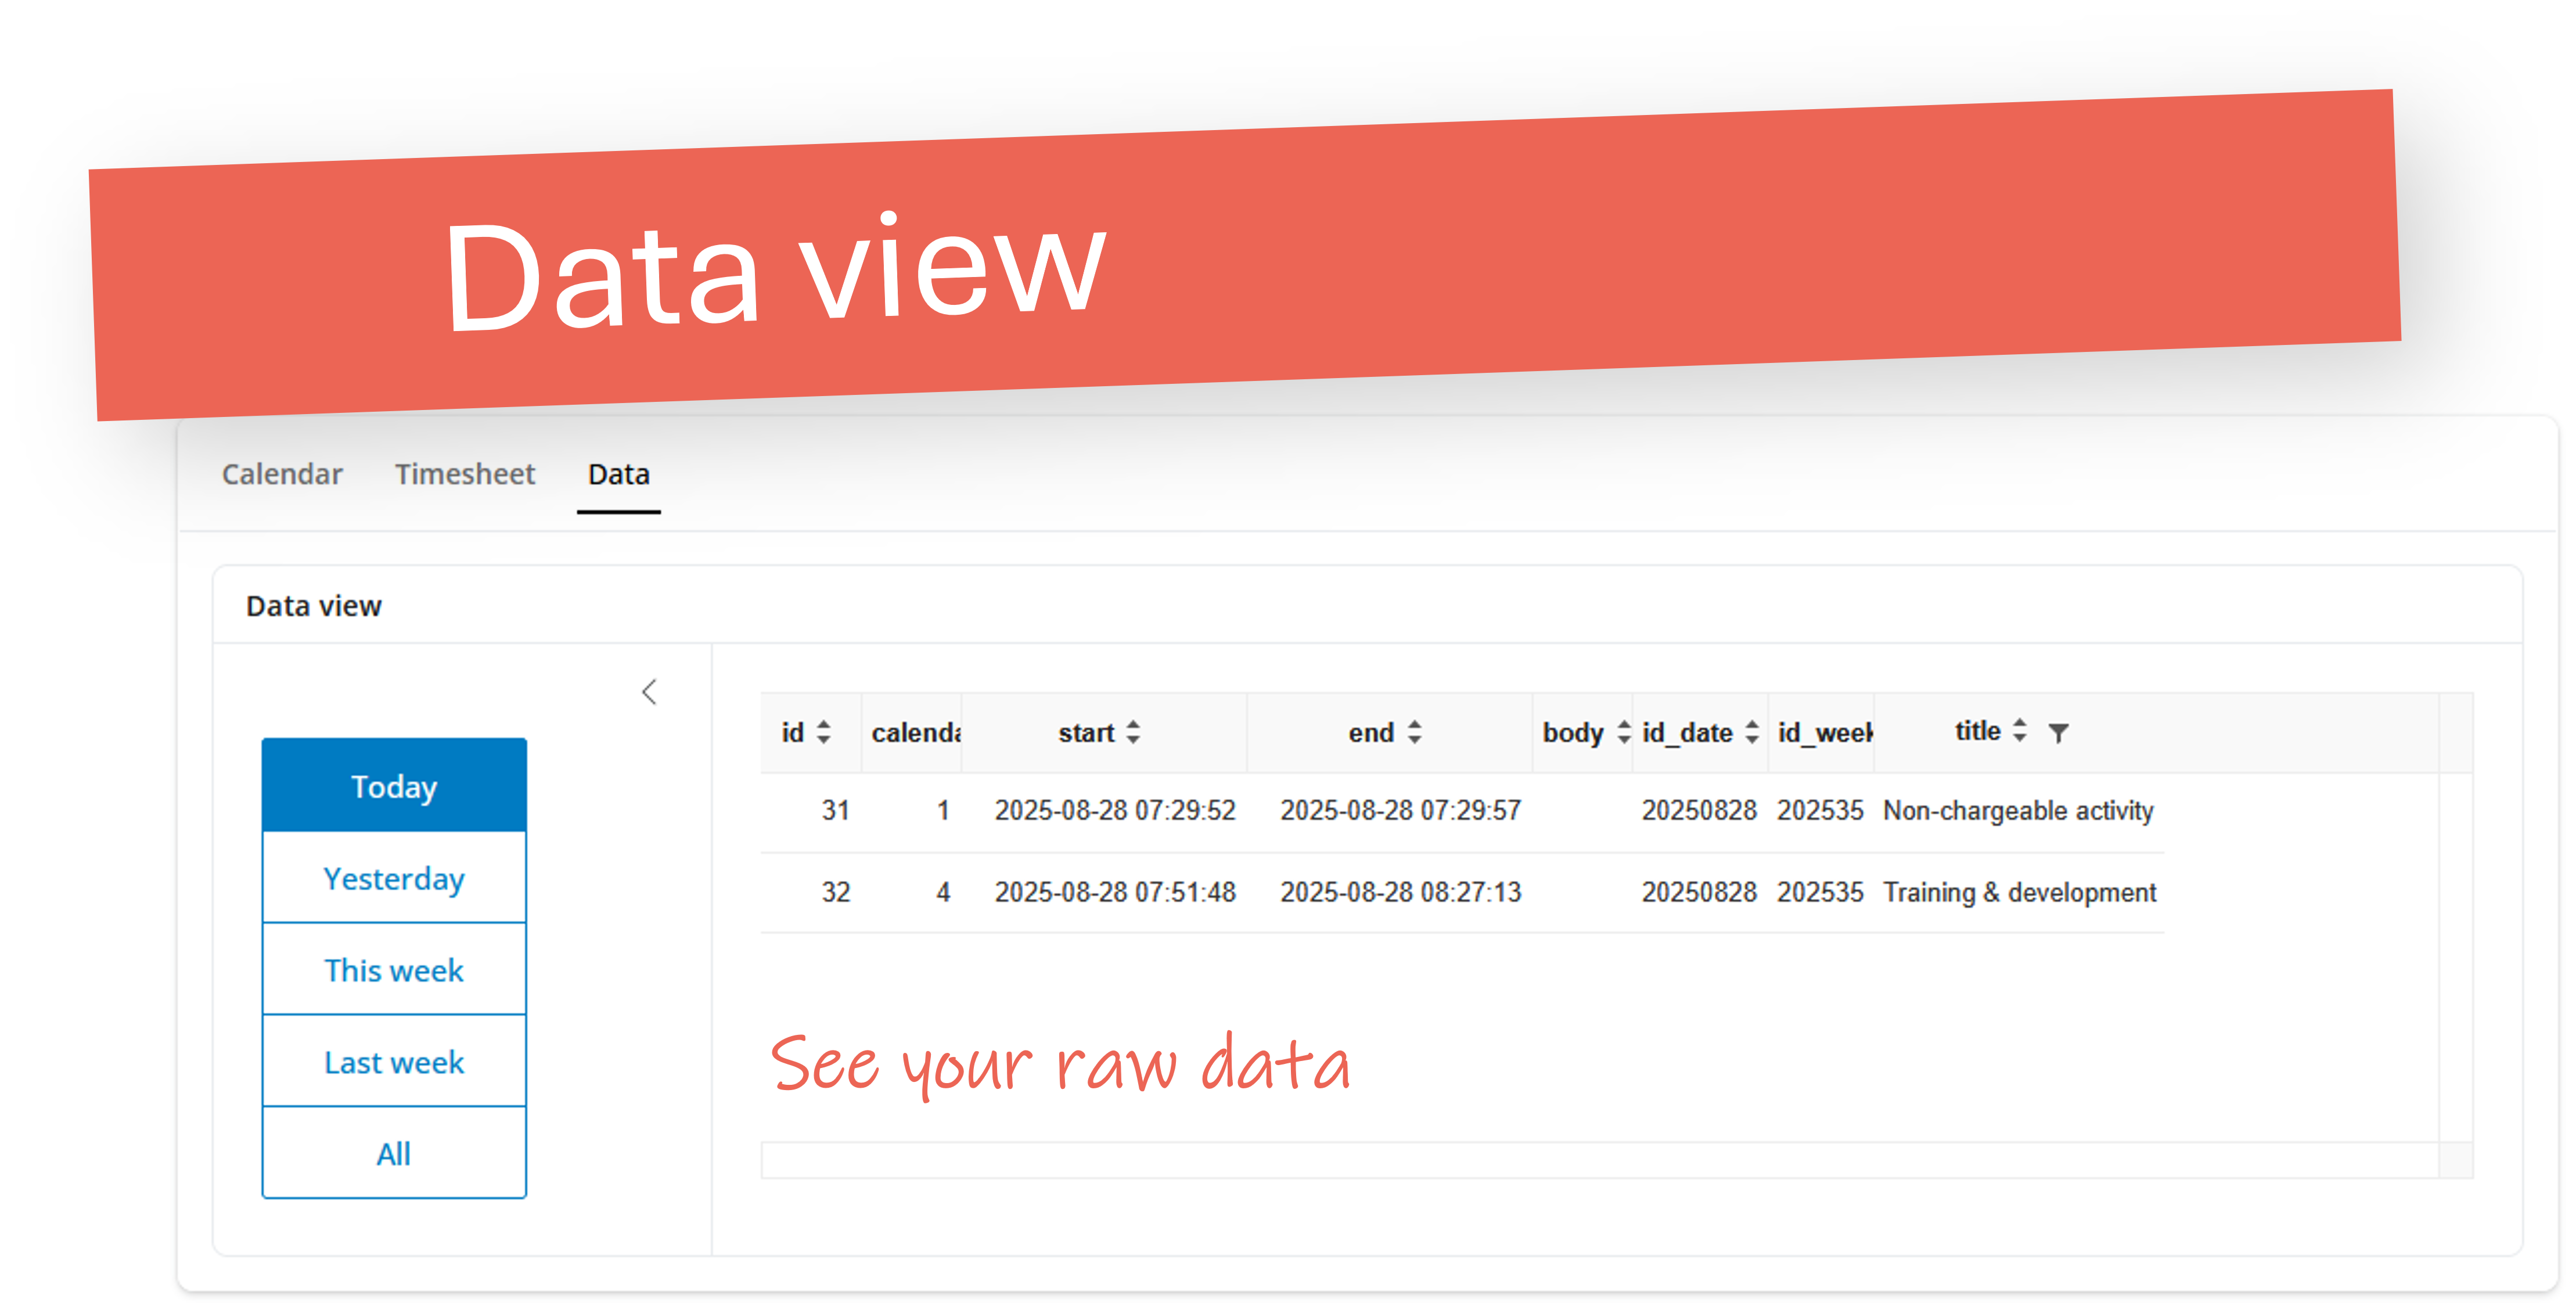 Data view
Calendar Timesheet Data
Data view
Today
Yesterday
This week
Last week
All
id calenda start end body id_date id_week title
31 1 2025-08-28 07:29:52 2025-08-28 07:29:57 20250828 202535 Non-chargeable activity
32 4 2025-08-28 07:51:48 2025-08-28 08:27:13 20250828 202535 Training & development
See your raw data